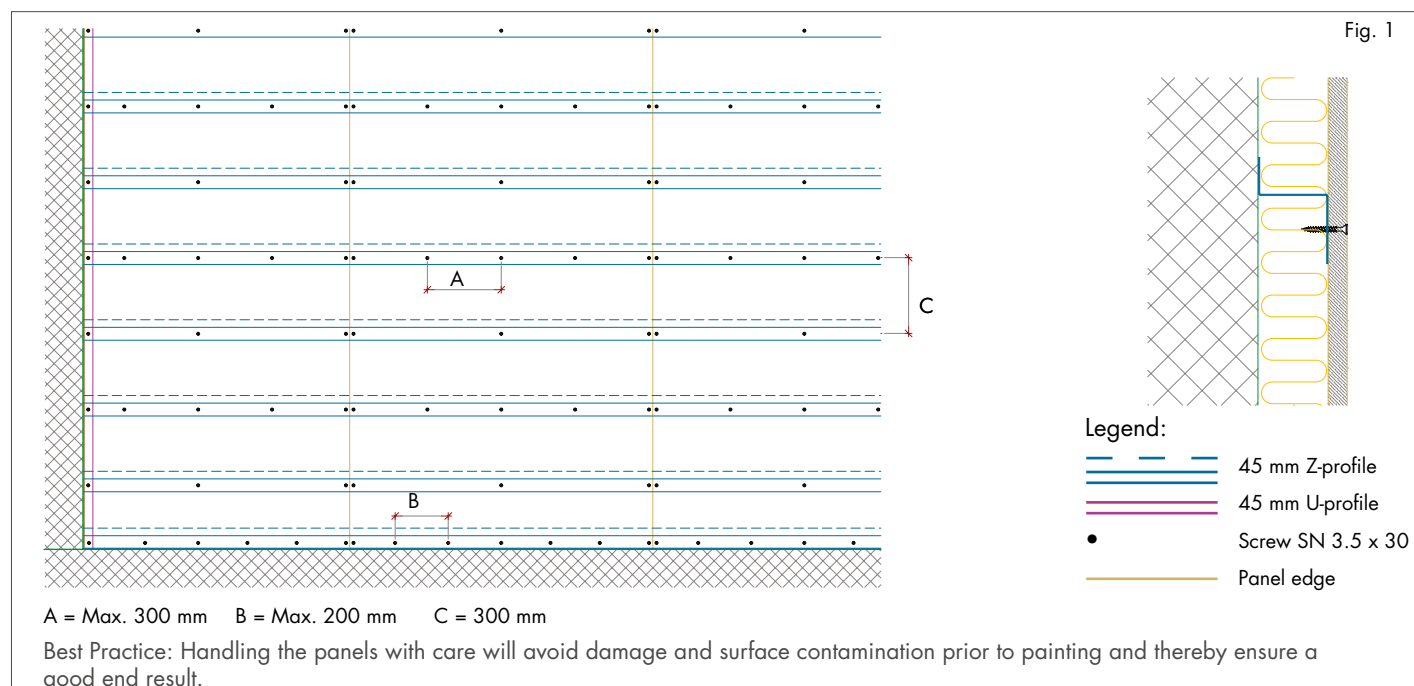 Fig. 1
A
C
B
Legend:
45 mm Z-profile
45 mm U-profile
Screw SN 3.5 x 30
Panel edge
A = Max. 300 mm B = Max. 200 mm C = 300 mm
Best Practice: Handling the panels with care will avoid damage and surface contamination prior to painting and thereby ensure a
good end result.